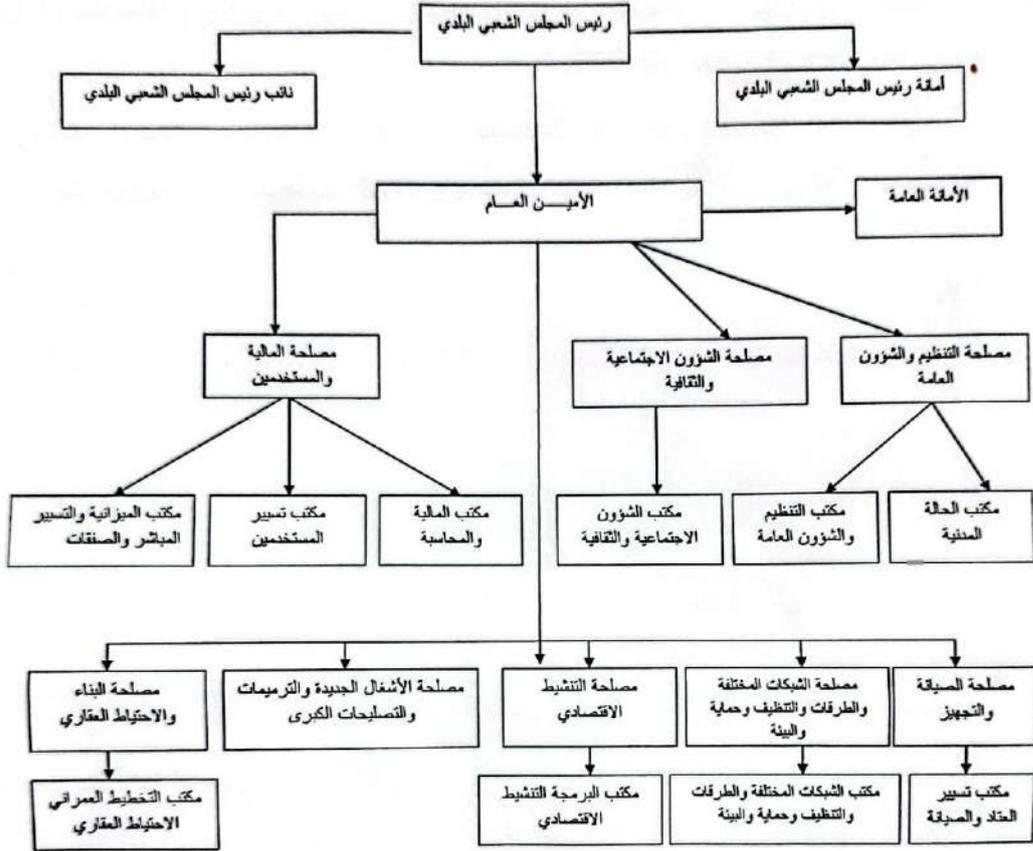 رئيس المجلس الشعبي البلدي
أمانة رئيس المجلس الشعبي البلدي
نائب رئيس المجلس الشعبي البلدي
الأميـــن العـــام
الأمانة العامة
مصلحة التنظيم والشؤون
العامة
مصلحة الشؤون الاجتماعية
والثقافية
مصلحة المالية
والمستخدمين
مكتب الحالة
المدنية
مكتب التنظيم
والشؤون العامة
مكتب الشؤون
الاجتماعية والثقافية
مكتب المالية
والمحاسبة
مكتب تسيير
المستخدمين
مكتب الميزانية والتسيير
المباشر والصفقات
مصلحة الصيانة
والتجهيز
مصلحة الشبكات المختلفة
والطرقات والتنظيف وحماية
والبيئة
مصلحة التنشيط
الاقتصادي
مصلحة الأشغال الجديدة والترميمات
والتصليحات الكبرى
مصلحة البناء
والاحتياط العقاري
مكتب تسيير
العتاد والصيانة
مكتب الشبكات المختلفة والطرقات
والتنظيف وحماية والبيئة
مكتب البرمجة التنشيط
الاقتصادي
مكتب التخطيط العمراني
الاحتياط العقاري